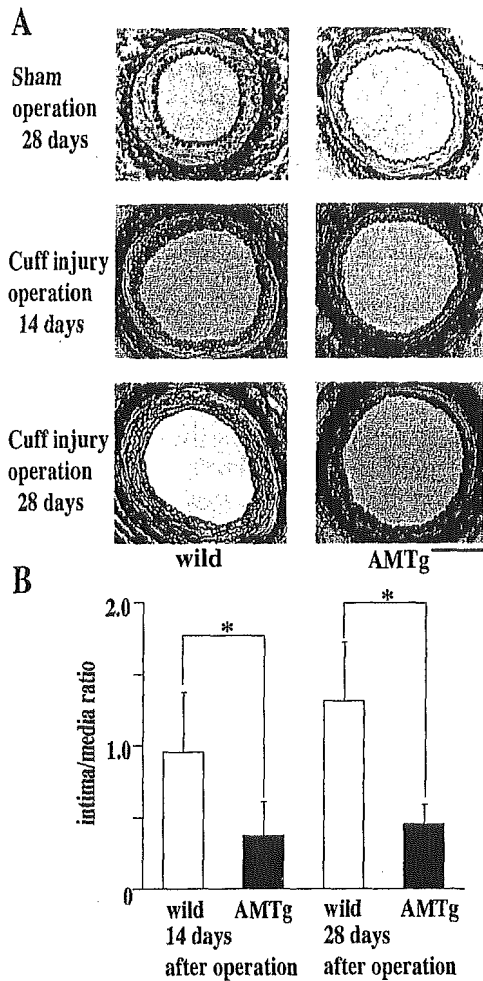 A
Sham
operation
28 days
Cuff injury
operation
14 days
Cuff injury
operation
28 days
wild AMTg
B
intima/media ratio
2.0
1.0
0
*
*
wild AMTg wild AMTg
14 days 28 days
after operation after operation